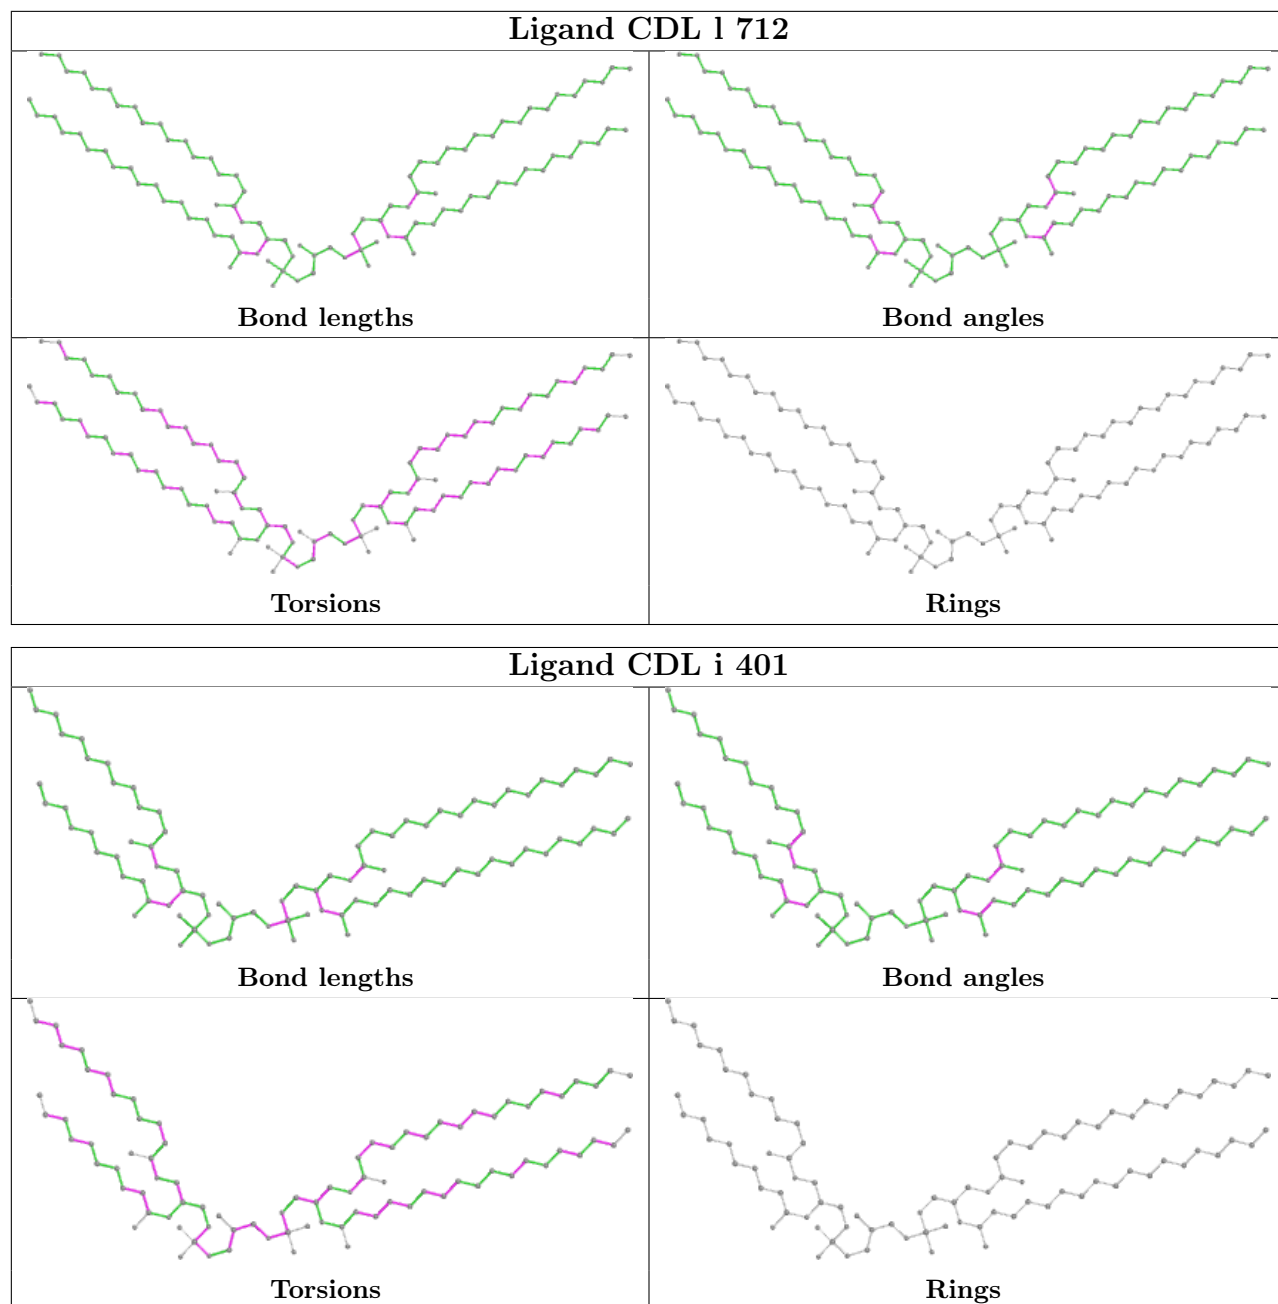 Ligand CDL l 712
Bond lengths
Bond angles
Torsions
Rings
Ligand CDL i 401
Bond lengths
Bond angles
Torsions
Rings